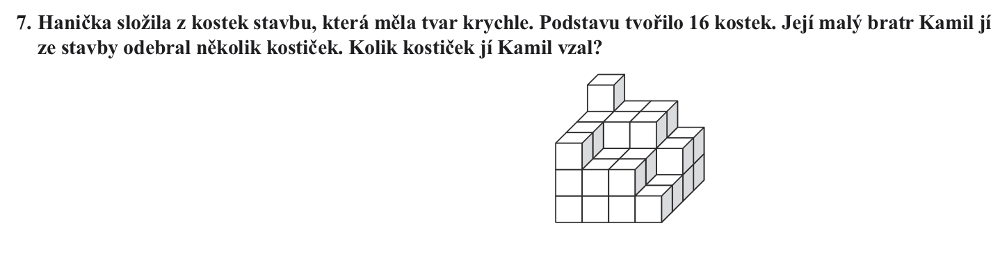 7. Hanička složila z kostek stavbu, která měla tvar krychle. Podstavu tvořilo 16 kostek. Její malý bratr Kamil jí
ze stavby odebral několik kostiček. Kolik kostiček jí Kamil vzal?